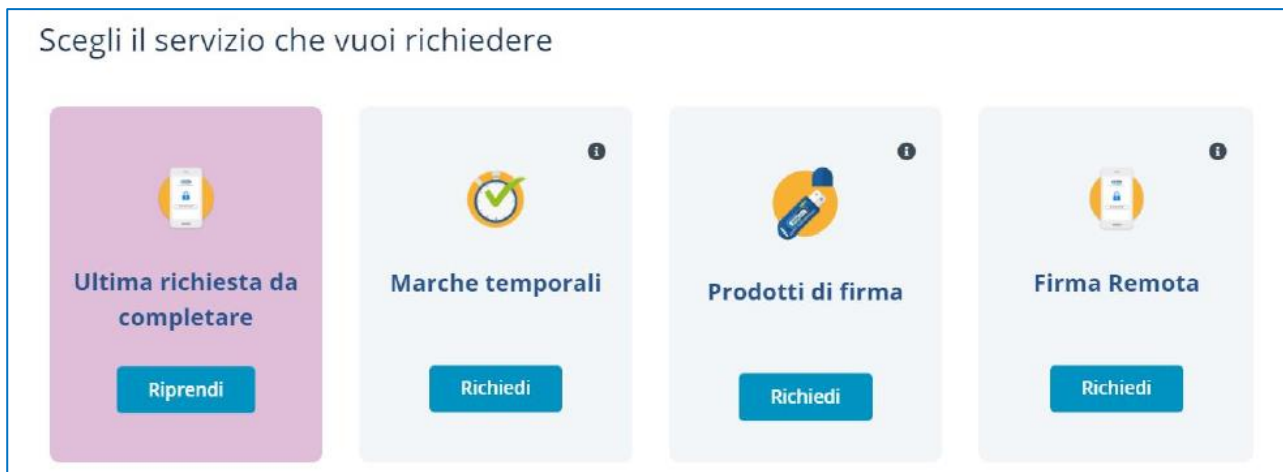 Scegli il servizio che vuoi richiedere
Ultima richiesta da
completare
Riprendi
Marche temporali
Richiedi
Prodotti di firma
Richiedi
Firma Remota
Richiedi